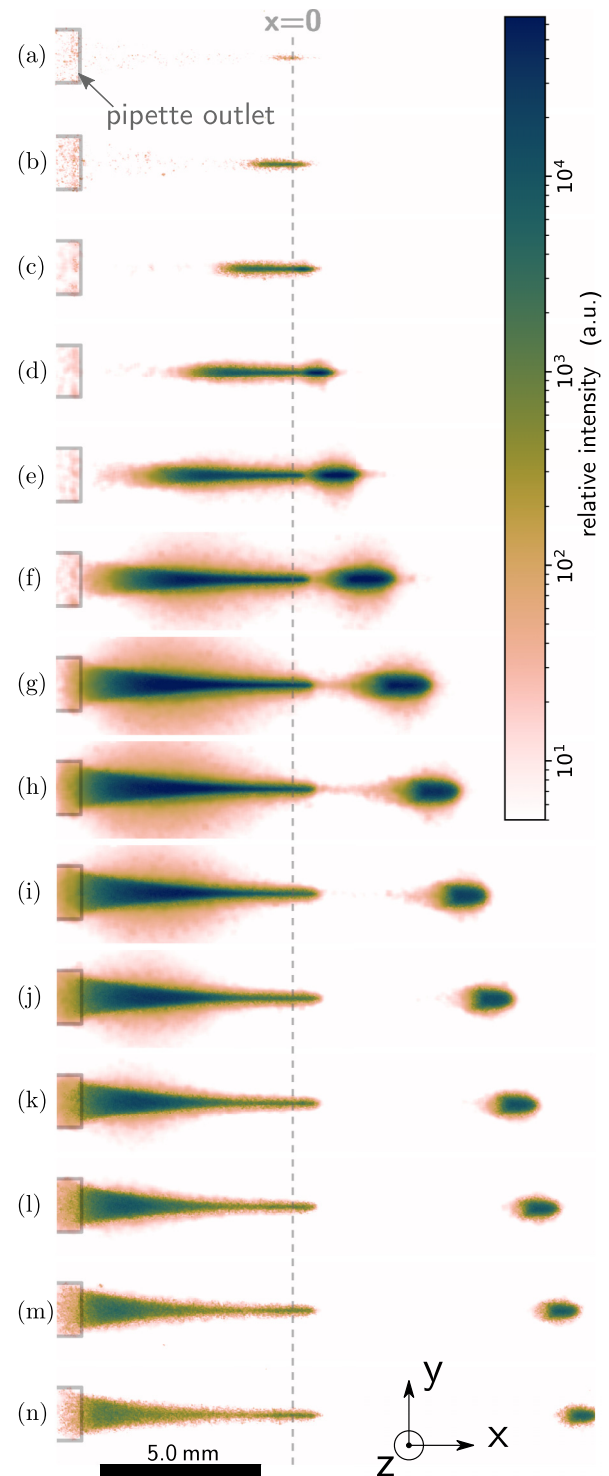 x=0
(a)
pipette outlet
(b)
(c)
(d)
(e)
(f)
(g)
(h)
(i)
(j)
(k)
(l)
(m)
(n)
10⁴
10³
10²
10¹
relative intensity (a.u.)
y
x
z
5.0 mm